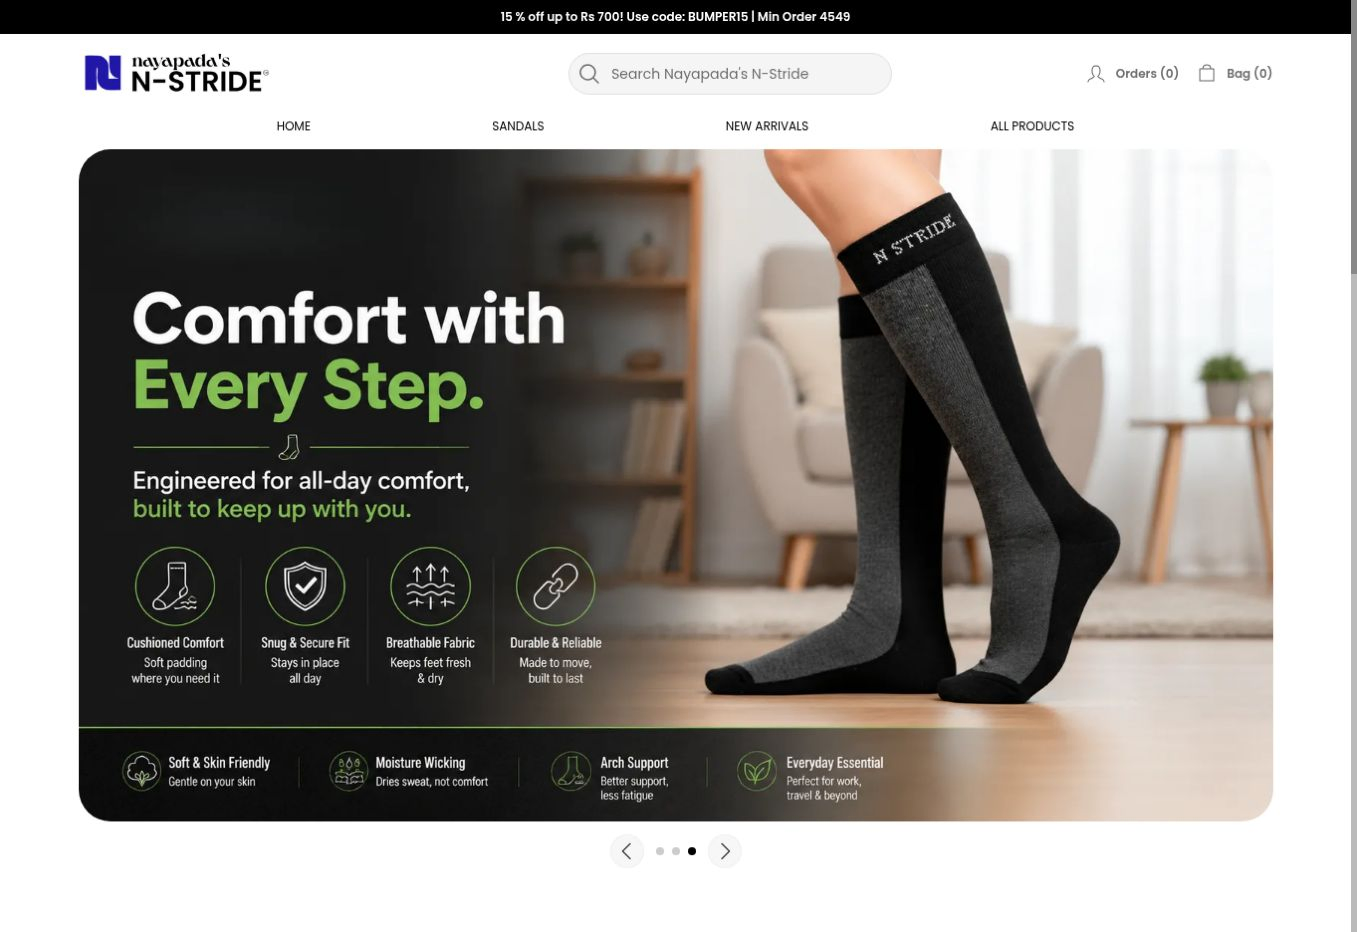 15 % off up to Rs 700! Use code: BUMPER15 | Min Order 4549
nayapada's
N-STRIDE®
Search Nayapada's N-Stride
Orders (0)
Bag (0)
HOME
SANDALS
NEW ARRIVALS
ALL PRODUCTS
N STRIDE
Comfort with
Every Step.
Engineered for all-day comfort,
built to keep up with you.
Cushioned Comfort
Soft padding
where you need it
Snug & Secure Fit
Stays in place
all day
Breathable Fabric
Keeps feet fresh
& dry
Durable & Reliable
Made to move,
built to last
Soft & Skin Friendly
Gentle on your skin
Moisture Wicking
Dries sweat, not comfort
Arch Support
Better support,
less fatigue
Everyday Essential
Perfect for work,
travel & beyond